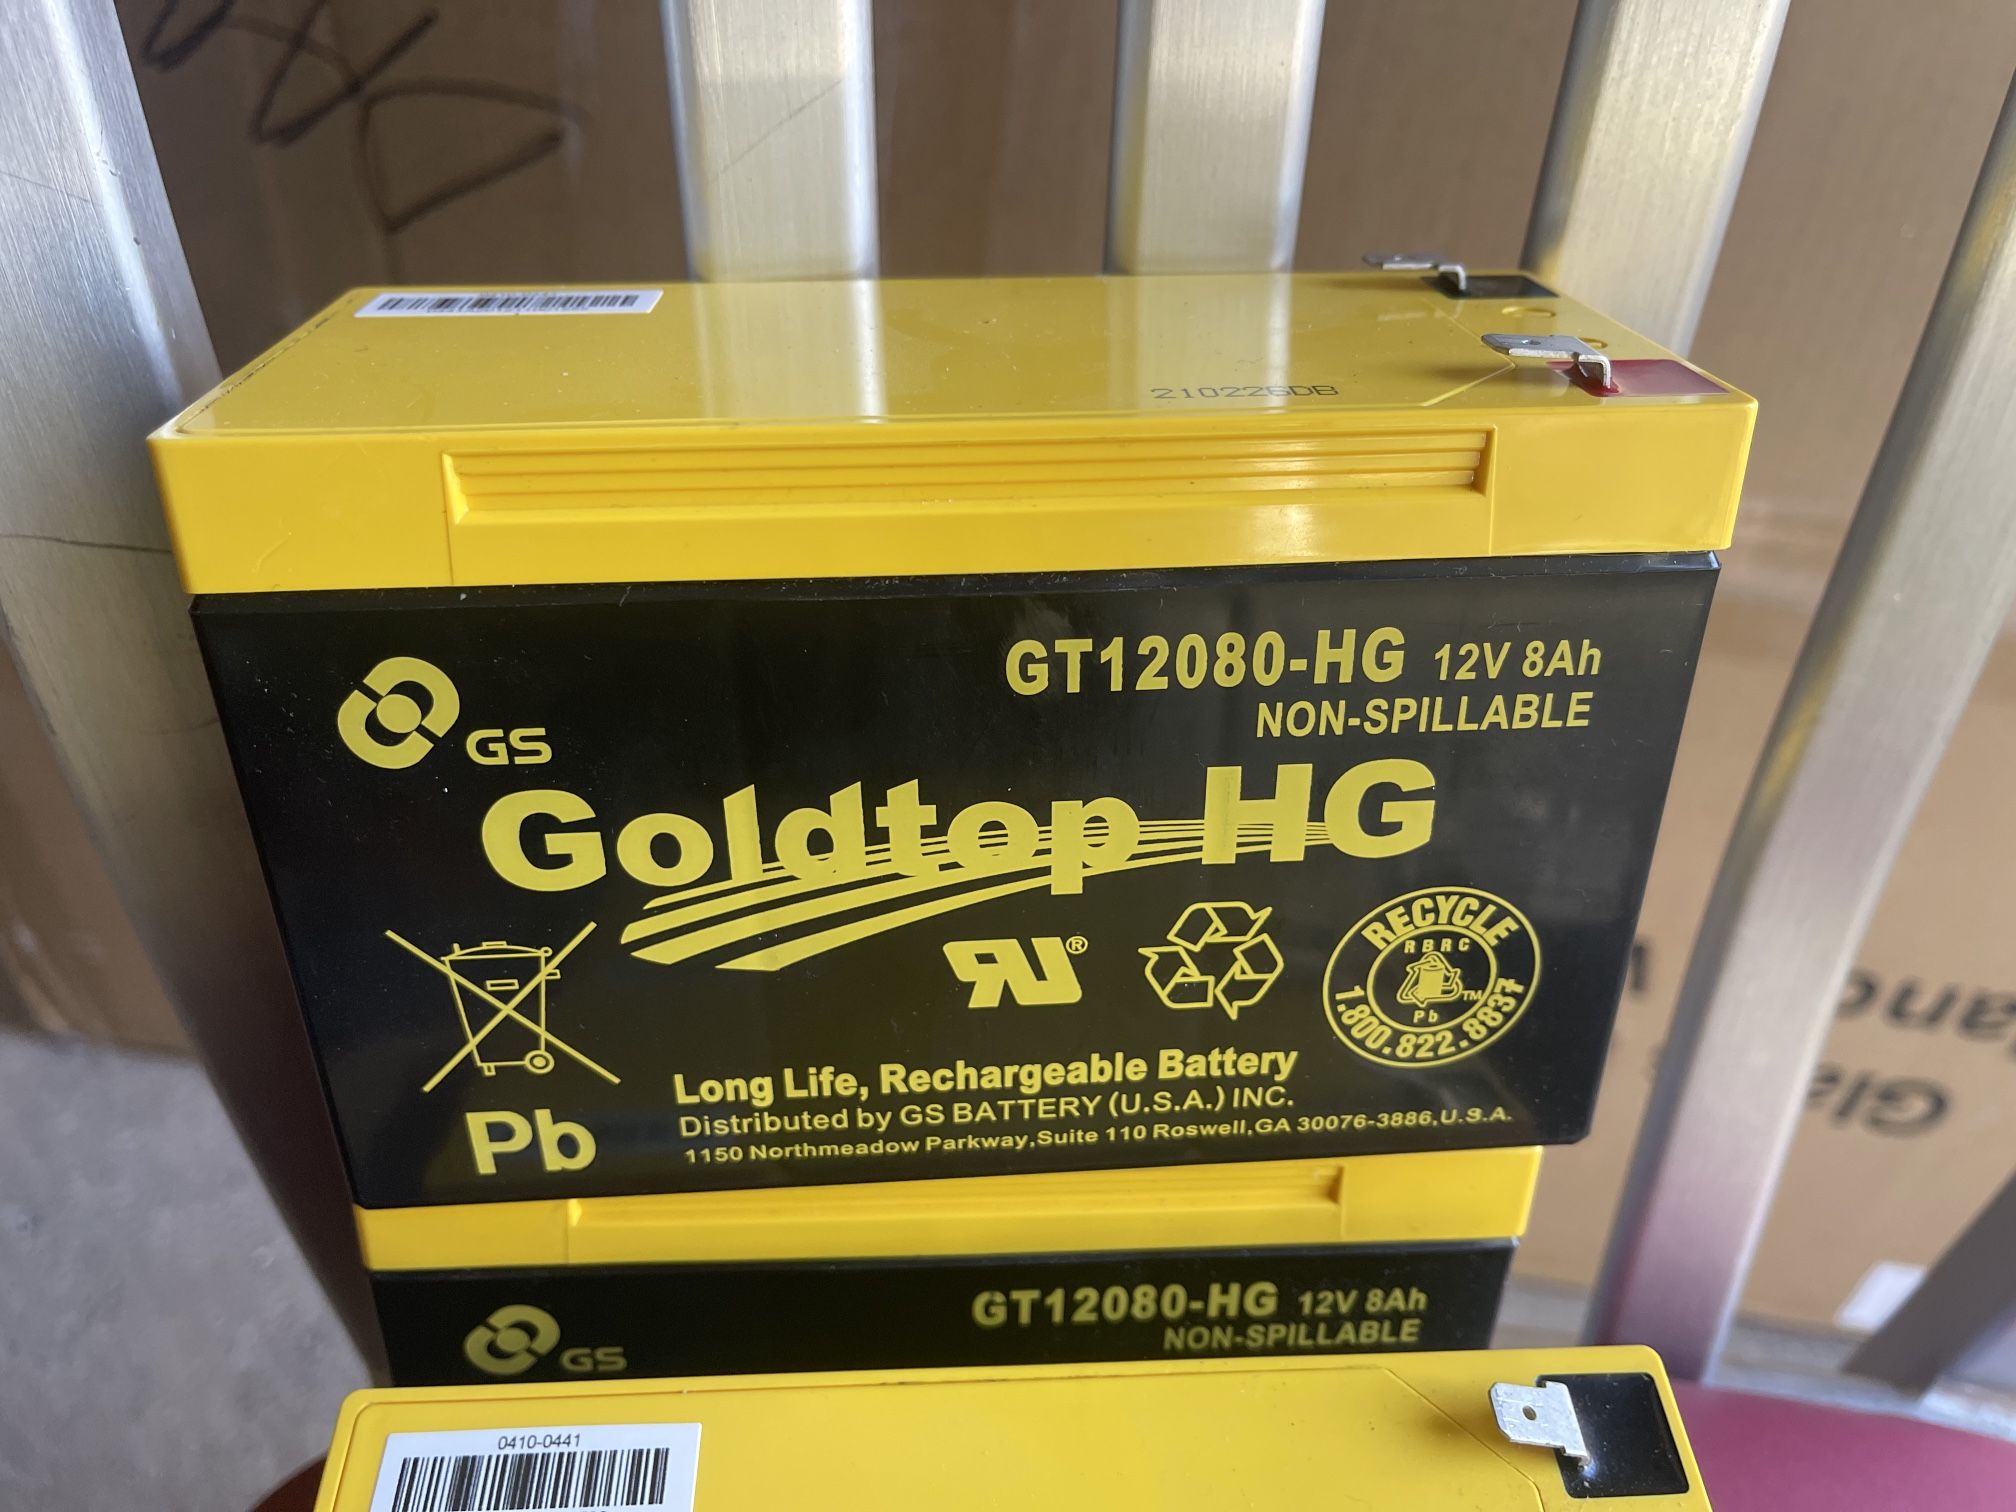 210226DB
GT12080-HG 12V 8Ah
NON-SPILLABLE
GS
Goldtop HG
RU®
RECYCLE
RBRC
TM
Pb
1.800.822.8837
Long Life, Rechargeable Battery
Distributed by GS BATTERY (U.S.A.) INC.
1150 Northmeadow Parkway,Suite 110 Roswell,GA 30076-3886,U.S.A.
Pb
GT12080-HG 12V 8Ah
NON-SPILLABLE
GS
0410-0441